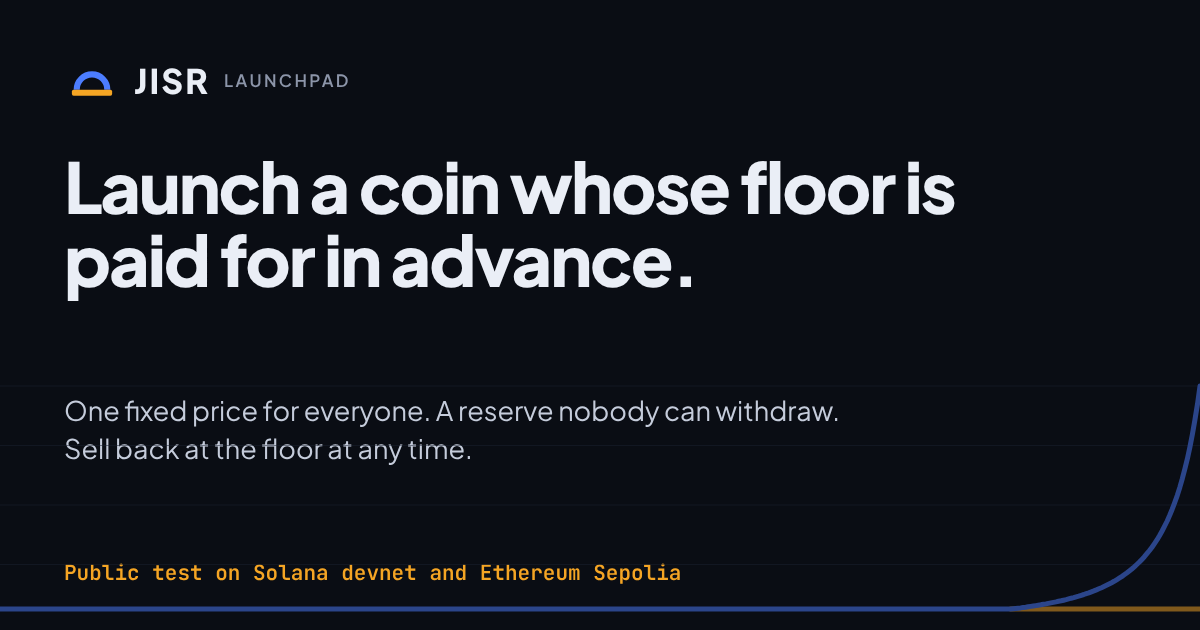 JISR LAUNCHPAD
Launch a coin whose floor is
paid for in advance.
One fixed price for everyone. A reserve nobody can withdraw.
Sell back at the floor at any time.
Public test on Solana devnet and Ethereum Sepolia